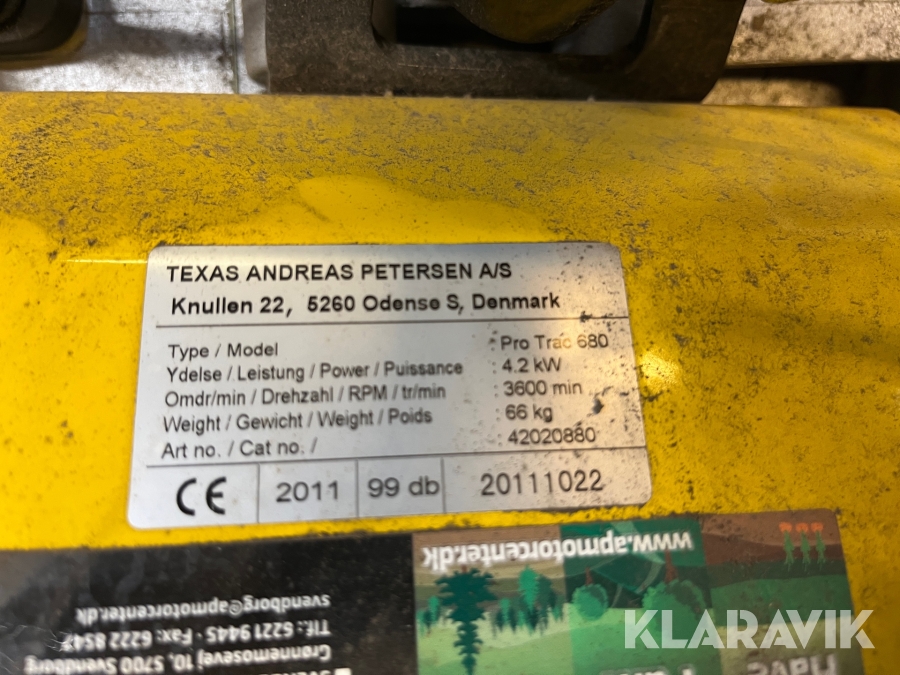 TEXAS ANDREAS PETERSEN A/S
Knullen 22, 5260 Odense S, Denmark
Type / Model : Pro Trac 680
Ydelse / Leistung / Power / Puissance : 4.2 kW
Omdr/min / Drehzahl / RPM / tr/min : 3600 min
Weight / Gewicht / Weight / Poids : 66 kg
Art no. / Cat no. / : 42020880
CE 2011 99 db 20111022
www.apmotorcenter.dk
svendborg@apmotorcenter.dk
Tlf.: 6221 9445 · Fax: 6222 854
Grønnemosevej 10, 5700 Svendborg
Have
KLARAVIK